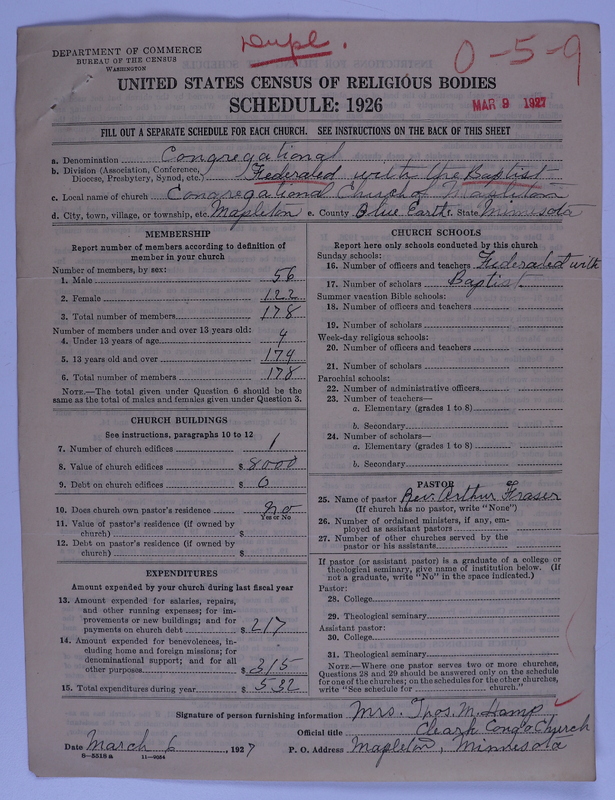 Dupl.
0-5-9
DEPARTMENT OF COMMERCE
BUREAU OF THE CENSUS
WASHINGTON
UNITED STATES CENSUS OF RELIGIOUS BODIES
SCHEDULE: 1926
MAR 9 1927
FILL OUT A SEPARATE SCHEDULE FOR EACH CHURCH. SEE INSTRUCTIONS ON THE BACK OF THIS SHEET
a. Denomination Congregational
b. Division (Association, Conference, Diocese, Presbytery, Synod, etc.) Federated with the Baptist
c. Local name of church Congregational Church of Mapleton
d. City, town, village, or township, etc. Mapleton e. County Blue Earth f. State Minnesota
MEMBERSHIP
Report number of members according to definition of
member in your church
Number of members, by sex:
1. Male 56
2. Female 122
3. Total number of members 178
Number of members under and over 13 years old:
4. Under 13 years of age 4
5. 13 years old and over 174
6. Total number of members 178
NOTE.—The total given under Question 6 should be
same as the total of males and females given under Question 3.
CHURCH BUILDINGS
See instructions, paragraphs 10 to 12
7. Number of church edifices 1
8. Value of church edifices $ 8000
9. Debt on church edifices $ 0
10. Does church own pastor's residence no
Yes or No
11. Value of pastor's residence (if owned by
church) $
12. Debt on pastor's residence (if owned by
church) $
EXPENDITURES
Amount expended by your church during last fiscal year
13. Amount expended for salaries, repairs,
and other running expenses; for im-
provements or new buildings; and for
payments on church debt $ 217
14. Amount expended for benevolences, in-
cluding home and foreign missions; for
denominational support; and for all
other purposes $ 315
15. Total expenditures during year $ 532
CHURCH SCHOOLS
Report here only schools conducted by this church
Sunday schools:
16. Number of officers and teachers Federated with
17. Number of scholars Baptist
Summer vacation Bible schools:
18. Number of officers and teachers
19. Number of scholars
Week-day religious schools:
20. Number of officers and teachers
21. Number of scholars
Parochial schools:
22. Number of administrative officers
23. Number of teachers—
a. Elementary (grades 1 to 8)
b. Secondary
24. Number of scholars—
a. Elementary (grades 1 to 8)
b. Secondary
PASTOR
25. Name of pastor Rev. Arthur Fraser
(If church has no pastor, write "None")
26. Number of ordained ministers, if any, em-
ployed as assistant pastors
27. Number of other churches served by the
pastor or his assistants
If pastor (or assistant pastor) is a graduate of a college or
theological seminary, give name of institution below. (If
not a graduate, write "No" in the space indicated.)
Pastor:
28. College
29. Theological seminary
Assistant pastor:
30. College
31. Theological seminary
NOTE.—Where one pastor serves two or more churches,
Questions 28 and 29 should be answered only on the schedule
for one of the churches; on the schedules for the other churches,
write "See schedule for church."
Signature of person furnishing information Mrs. Thos. M. Hamp
Official title Clerk Cong'a Church
Date March 6, 1927 P. O. Address Mapleton, Minnesota
8—5518 a 11—9054